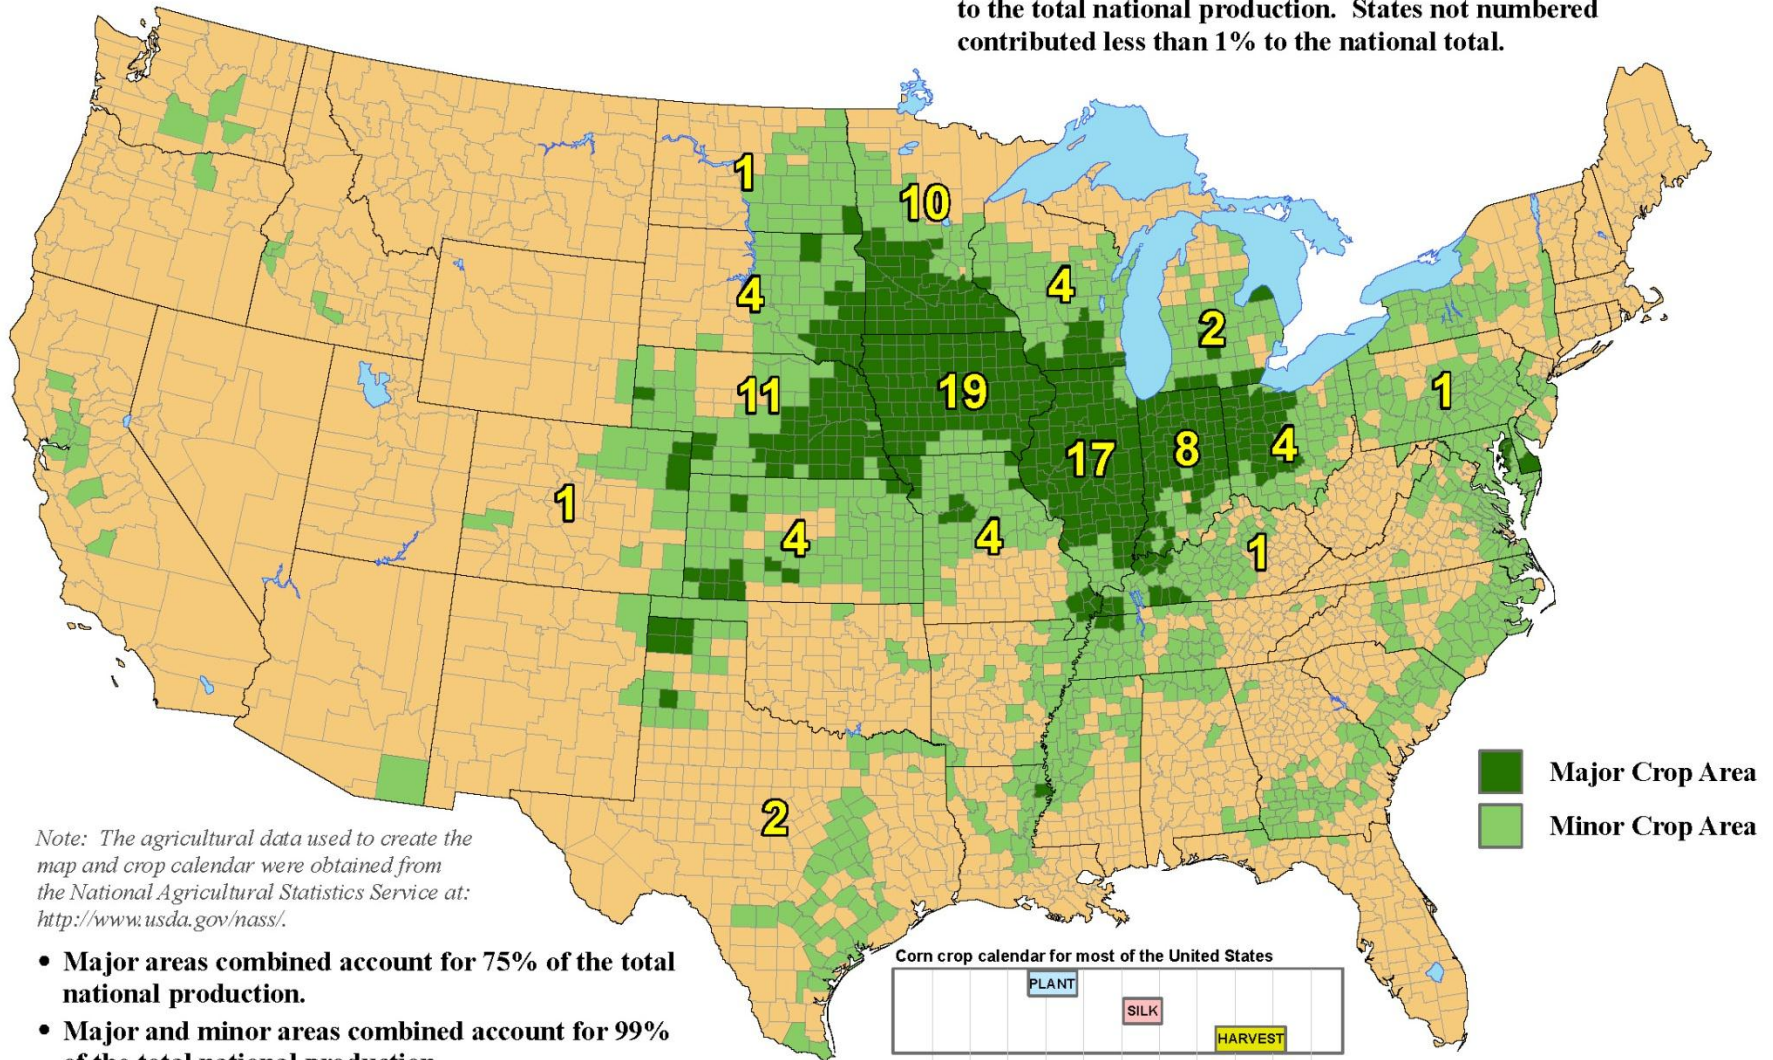 to the total national production. States not numbered
contributed less than 1% to the national total.
1
10
4
4
2
11
19
1
17
8
4
1
4
4
1
2
Major Crop Area
Minor Crop Area
Note: The agricultural data used to create the
map and crop calendar were obtained from
the National Agricultural Statistics Service at:
http://www.usda.gov/nass/.
• Major areas combined account for 75% of the total
national production.
• Major and minor areas combined account for 99%
of the total national production.
Corn crop calendar for most of the United States
PLANT
SILK
HARVEST